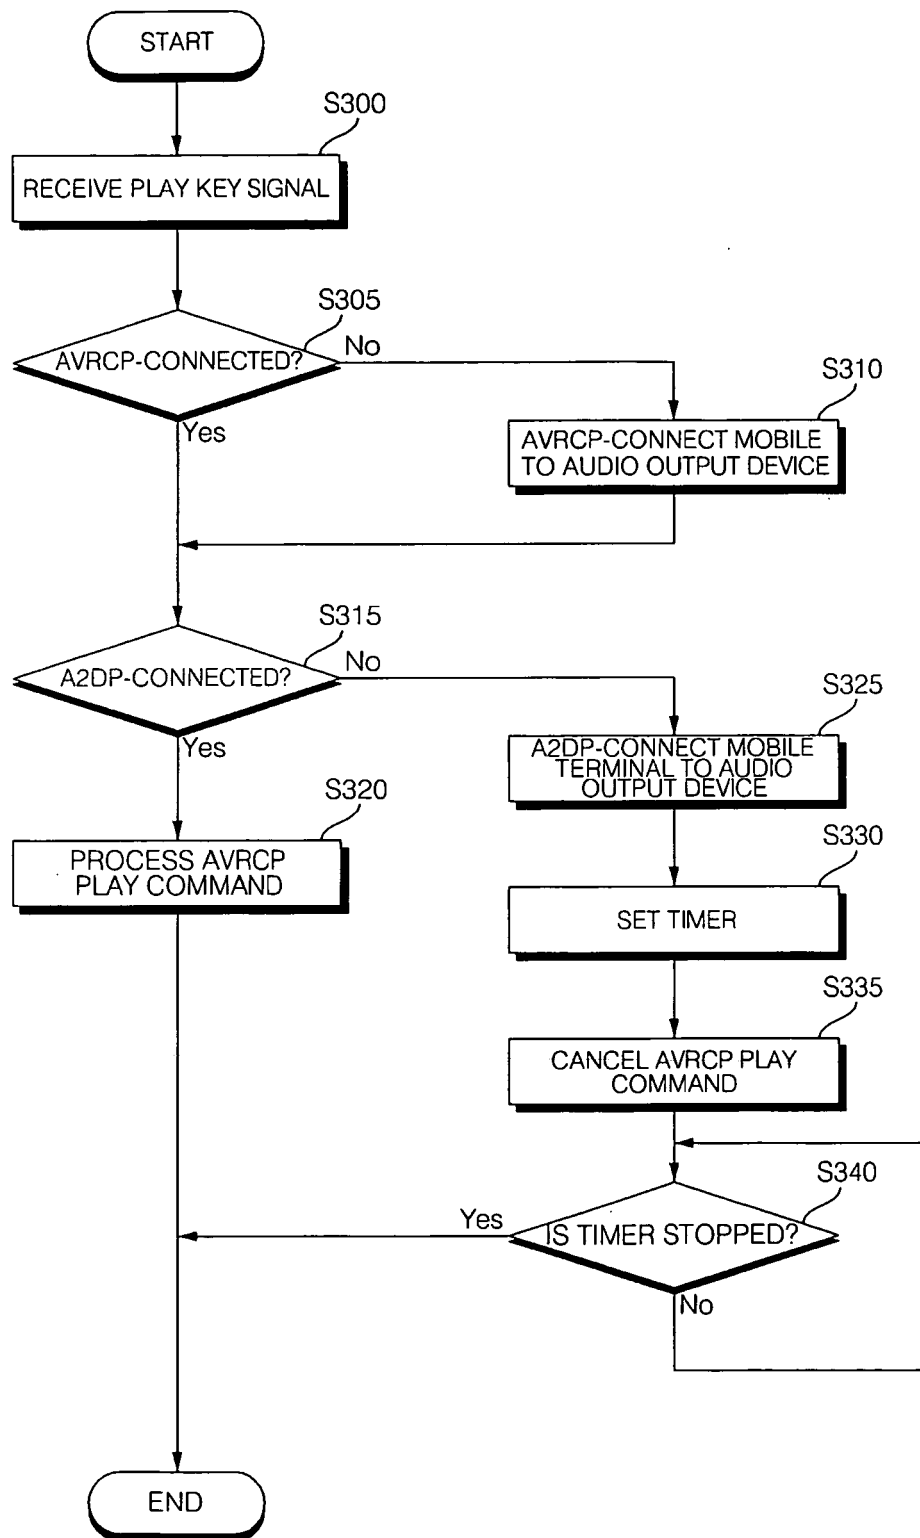 START
S300
RECEIVE PLAY KEY SIGNAL
S305
AVRCP-CONNECTED?
No
Yes
S310
AVRCP-CONNECT MOBILE
TO AUDIO OUTPUT DEVICE
S315
A2DP-CONNECTED?
No
Yes
S325
A2DP-CONNECT MOBILE
TERMINAL TO AUDIO
OUTPUT DEVICE
S320
PROCESS AVRCP
PLAY COMMAND
S330
SET TIMER
S335
CANCEL AVRCP PLAY
COMMAND
S340
IS TIMER STOPPED?
Yes
No
END